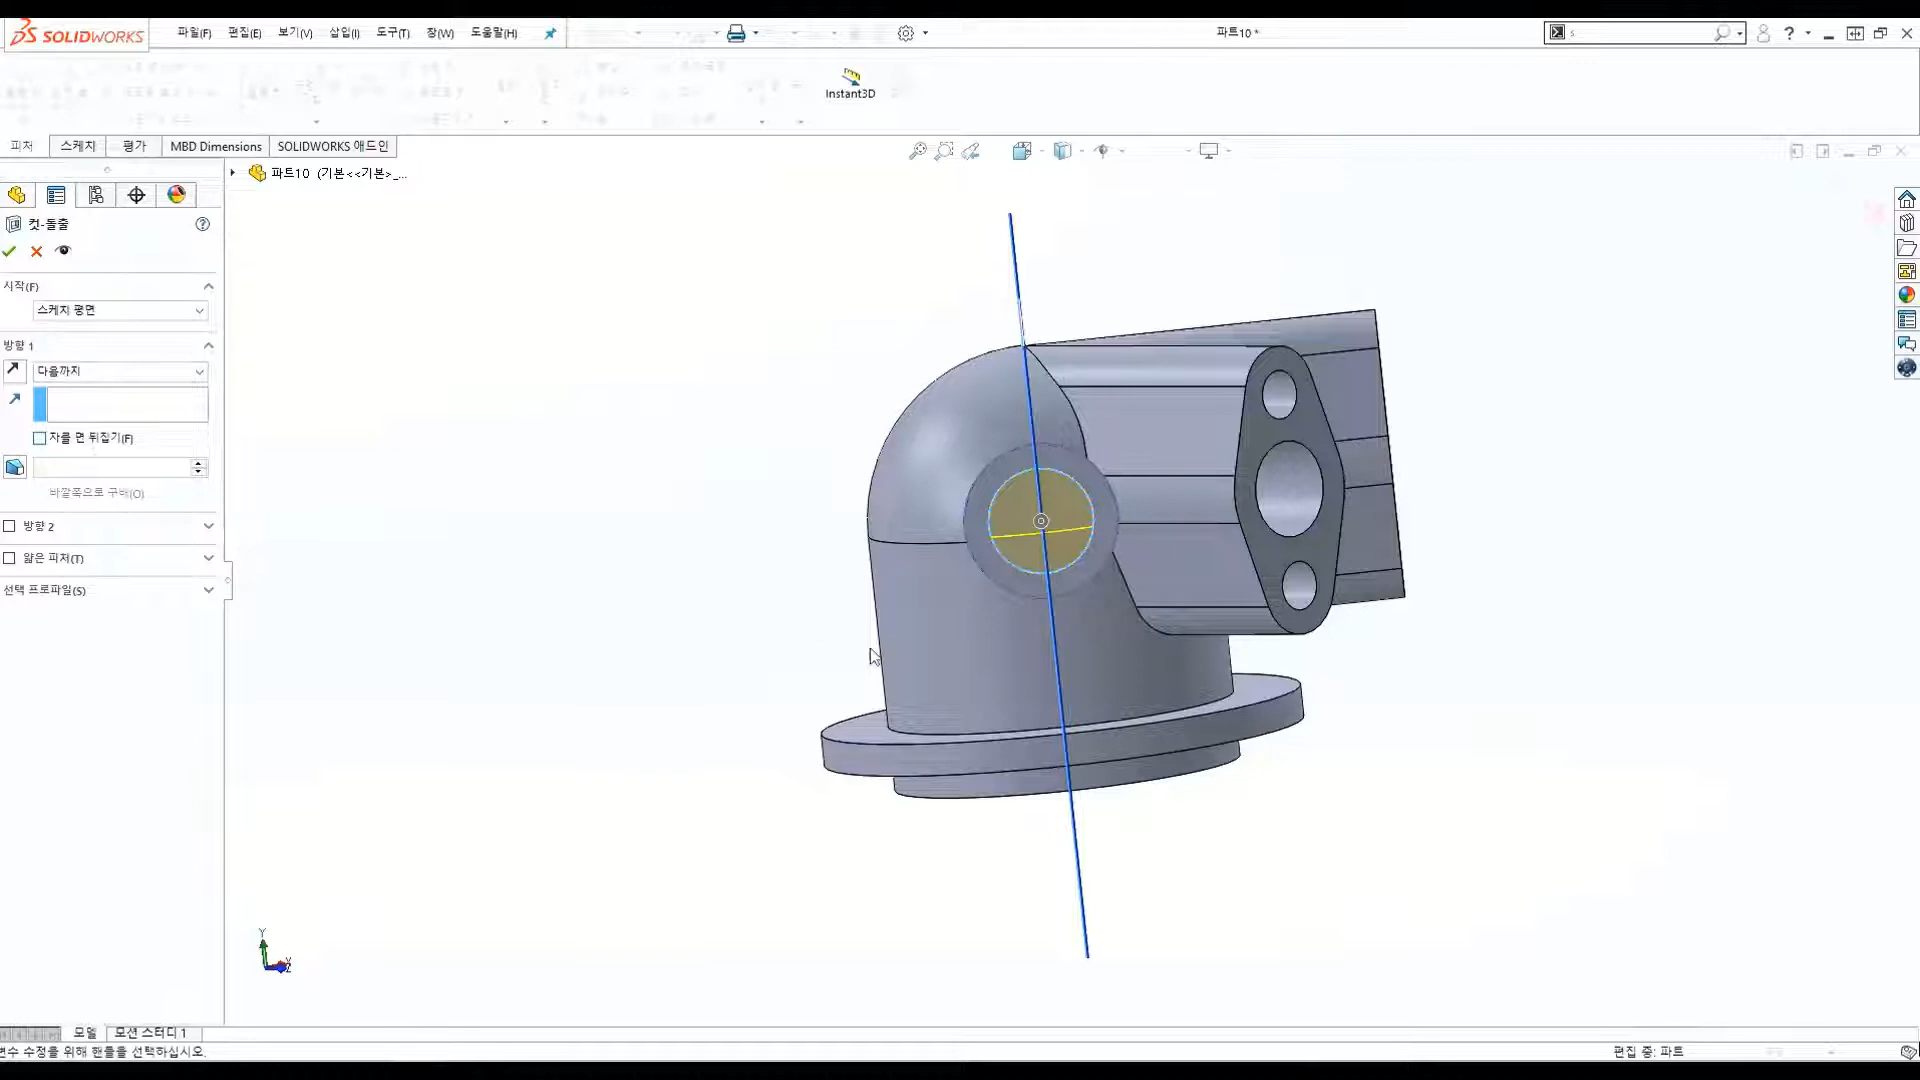 SOLIDWORKS 파일(F) 편집(E) 보기(V) 삽입(I) 도구(T) 창(W) 도움말(H) 파트10 * s ?
Instant3D
피처 스케치 평가 MBD Dimensions SOLIDWORKS 애드인
파트10 (기본<<기본>_...
컷-돌출
시작(F)
스케치 평면
방향 1
다음까지
자를 면 뒤집기(F)
바깥쪽으로 구배(O)
방향 2
얇은 피처(T)
선택 프로파일(S)
Y
Z
모델 모션 스터디 1
변수 수정을 위해 핸들을 선택하십시오. 편집 중: 파트